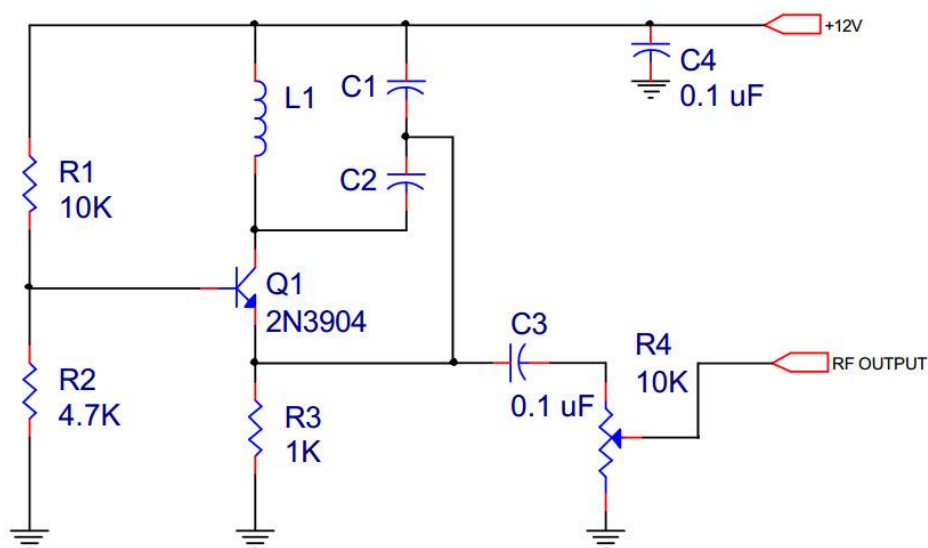 +12V
C4
0.1 uF
L1
C1
C2
R1
10K
Q1
2N3904
R2
4.7K
R3
1K
C3
0.1 uF
R4
10K
RF OUTPUT